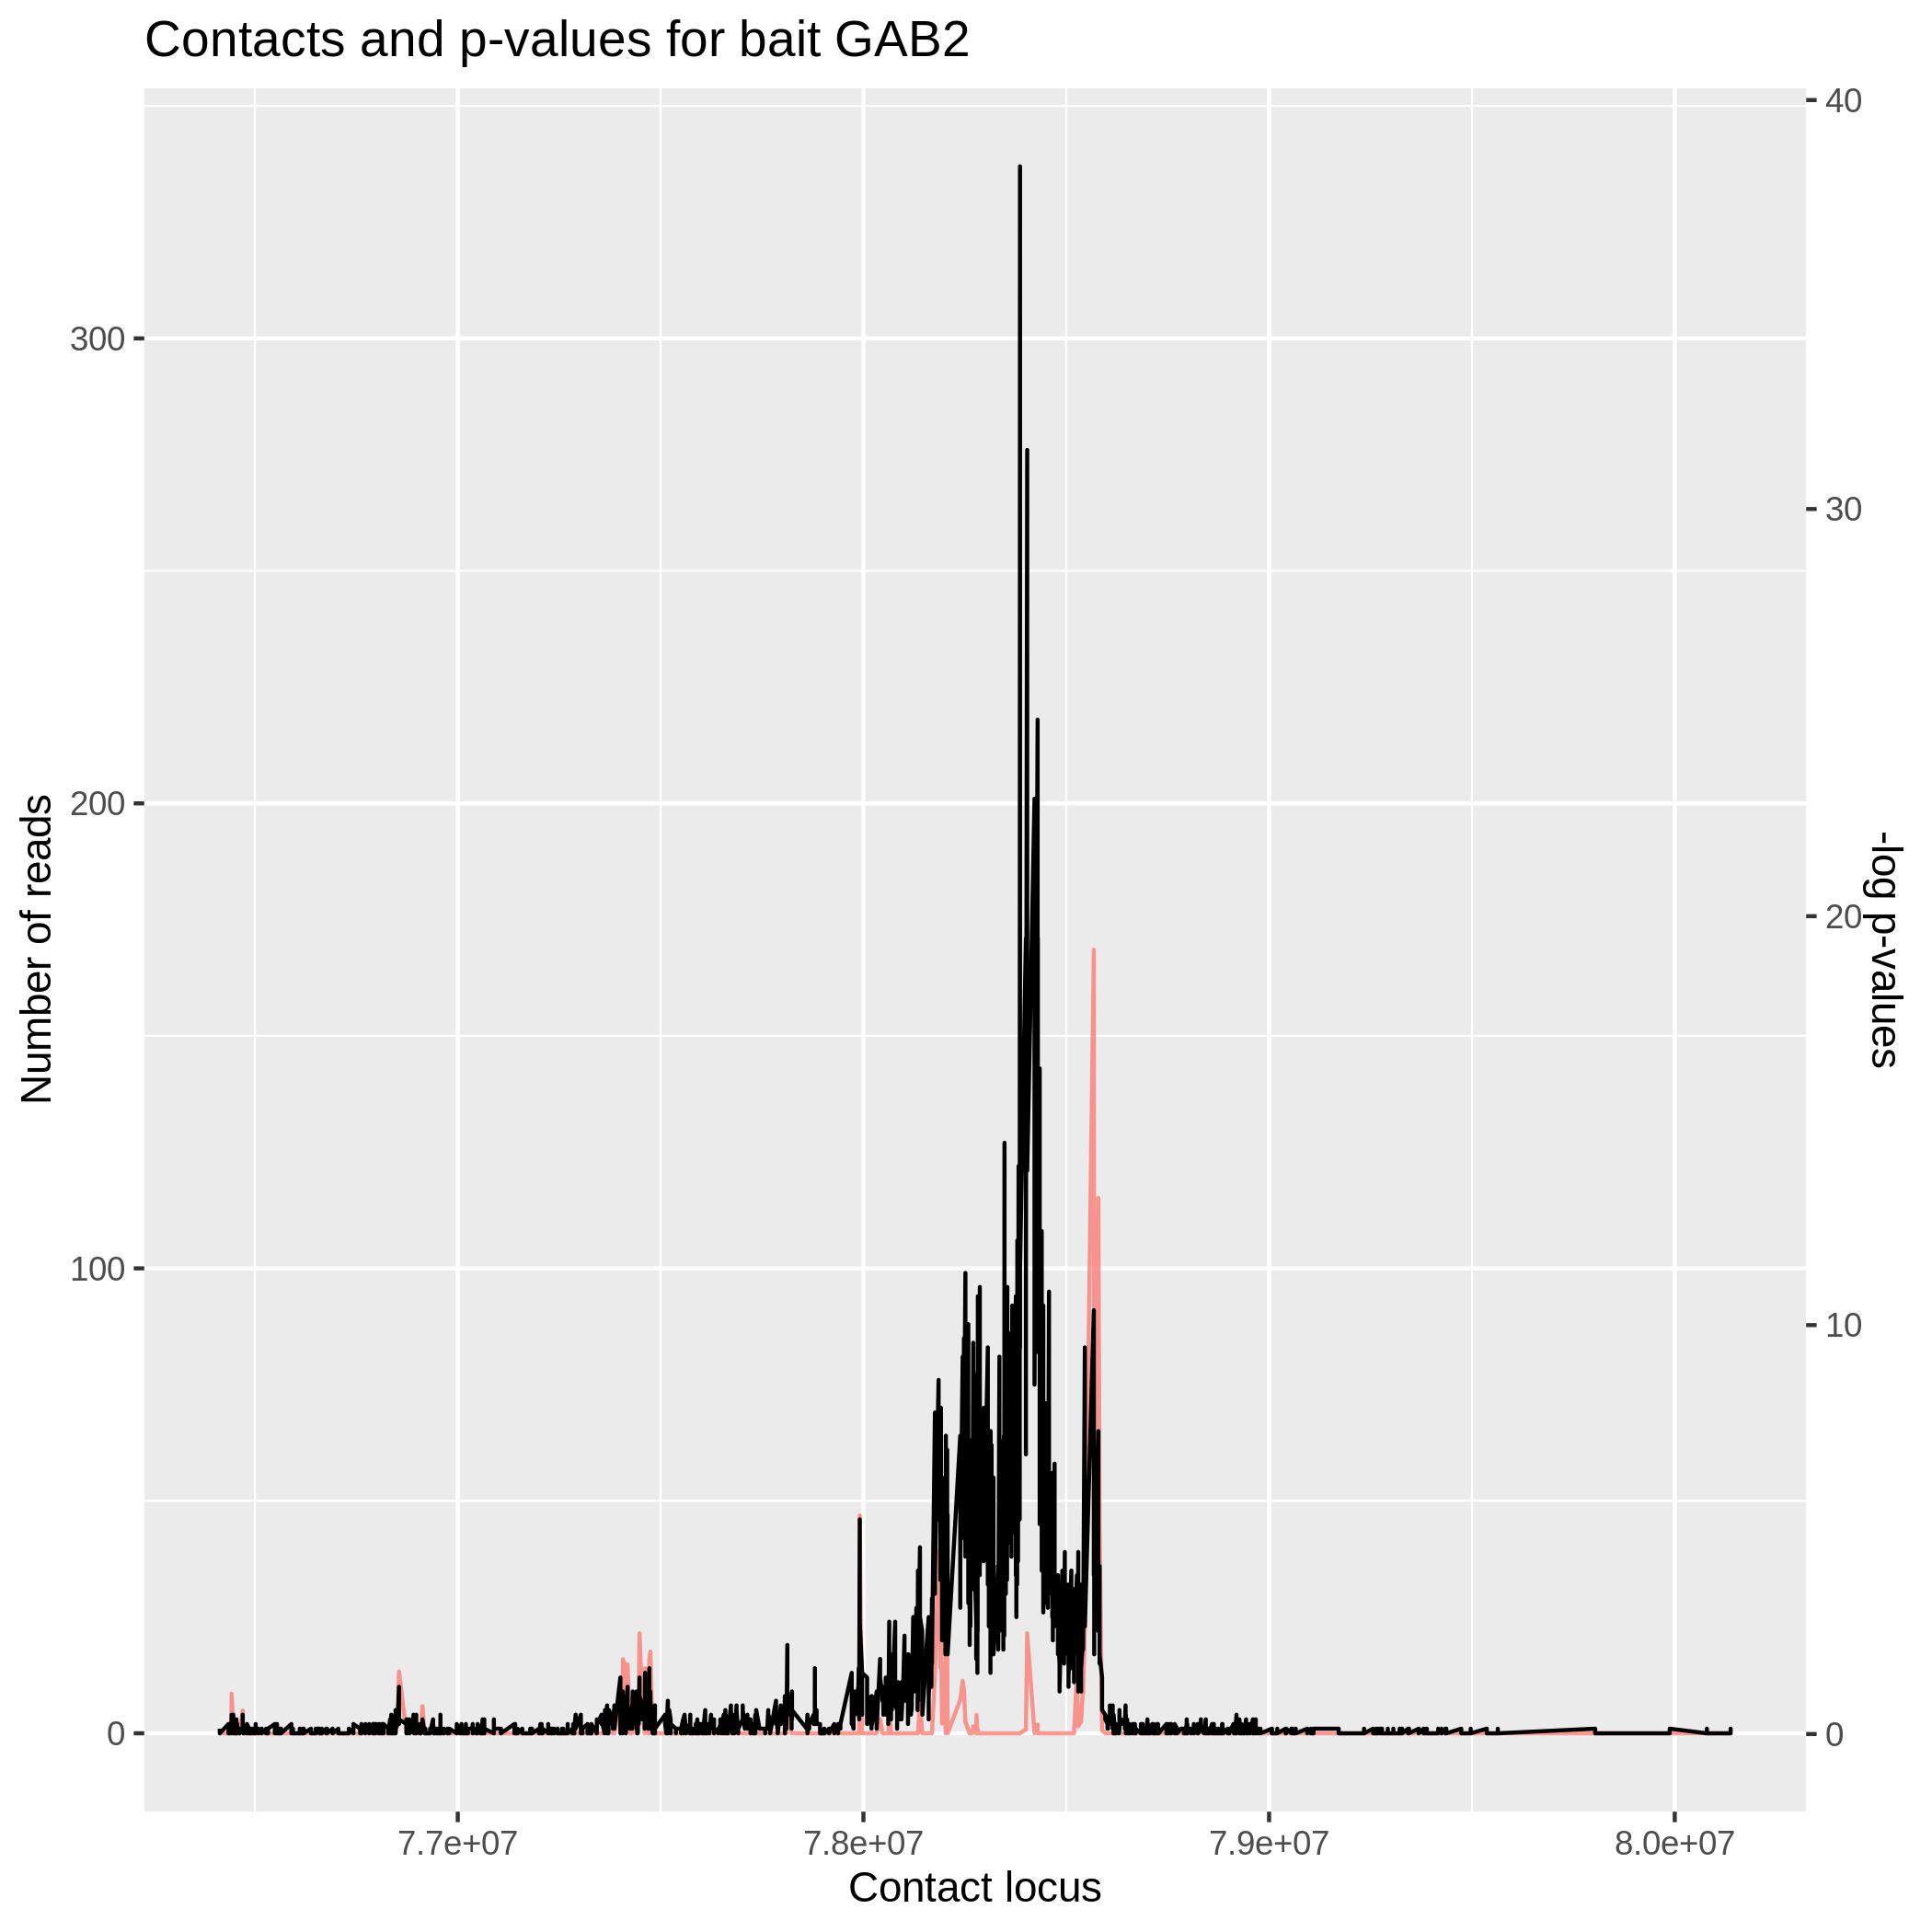 Contacts and p-values for bait GAB2
Number of reads
300
200
100
0
40
30
20
10
0
-log p-values
7.7e+07
7.8e+07
7.9e+07
8.0e+07
Contact locus